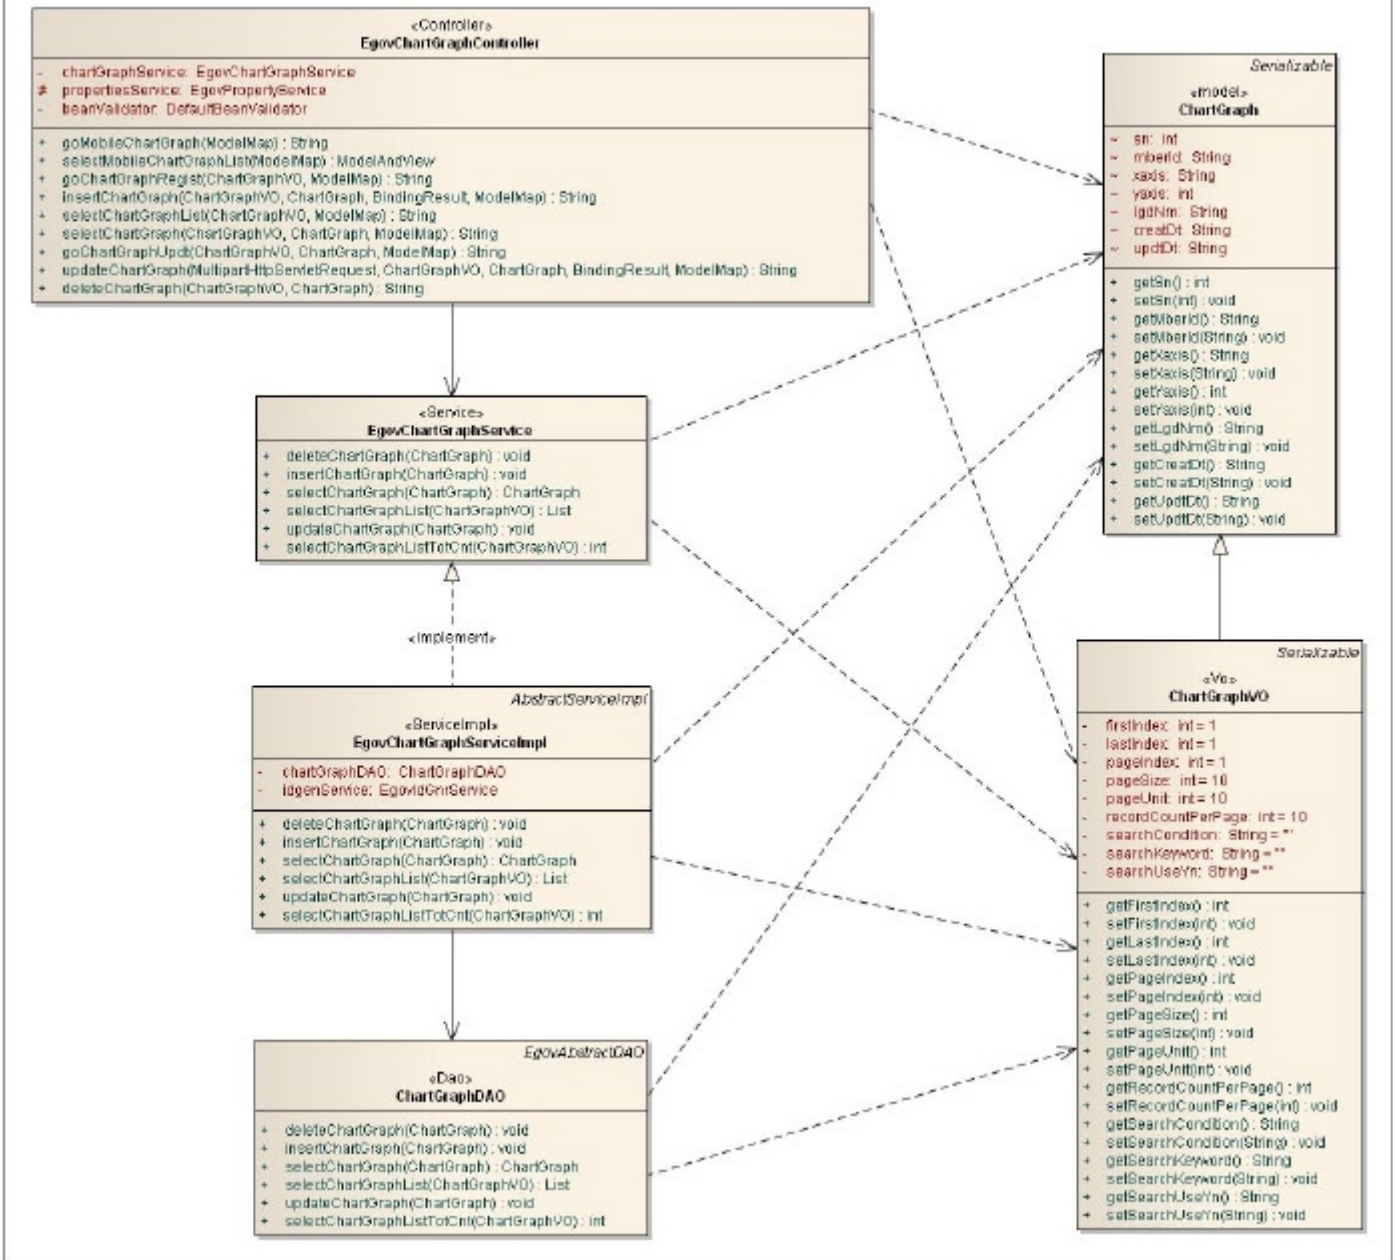 «Controller»
EgovChartGraphController
- chartGraphService: EgovChartGraphService
# propertiesService: EgovPropertyService
- beanValidator: DefaultBeanValidator
+ goMobileChartGraph(ModelMap) : String
+ selectMobileChartGraphList(ModelMap) : ModelAndView
+ goChartGraphRegist(ChartGraphVO, ModelMap) : String
+ insertChartGraph(ChartGraphVO, ChartGraph, BindingResult, ModelMap) : String
+ selectChartGraphList(ChartGraphVO, ModelMap) : String
+ selectChartGraph(ChartGraphVO, ChartGraph, ModelMap) : String
+ goChartGraphUpdt(ChartGraphVO, ChartGraph, ModelMap) : String
+ updateChartGraph(MultipartHttpServletRequest, ChartGraphVO, ChartGraph, BindingResult, ModelMap) : String
+ deleteChartGraph(ChartGraphVO, ChartGraph) : String
«Service»
EgovChartGraphService
+ deleteChartGraph(ChartGraph) : void
+ insertChartGraph(ChartGraph) : void
+ selectChartGraph(ChartGraph) : ChartGraph
+ selectChartGraphList(ChartGraphVO) : List
+ updateChartGraph(ChartGraph) : void
+ selectChartGraphListTotCnt(ChartGraphVO) : int
«implement»
AbstractServiceImpl
«ServiceImpl»
EgovChartGraphServiceImpl
- chartGraphDAO: ChartGraphDAO
- idgenService: EgovIdGnrService
+ deleteChartGraph(ChartGraph) : void
+ insertChartGraph(ChartGraph) : void
+ selectChartGraph(ChartGraph) : ChartGraph
+ selectChartGraphList(ChartGraphVO) : List
+ updateChartGraph(ChartGraph) : void
+ selectChartGraphListTotCnt(ChartGraphVO) : int
EgovAbstractDAO
«Dao»
ChartGraphDAO
+ deleteChartGraph(ChartGraph) : void
+ insertChartGraph(ChartGraph) : void
+ selectChartGraph(ChartGraph) : ChartGraph
+ selectChartGraphList(ChartGraphVO) : List
+ updateChartGraph(ChartGraph) : void
+ selectChartGraphListTotCnt(ChartGraphVO) : int
Serializable
«model»
ChartGraph
~ sn: int
~ mberId: String
~ xaxis: String
~ yaxis: int
~ lgdNm: String
~ creatDt: String
~ updtDt: String
+ getSn() : int
+ setSn(int) : void
+ getMberId() : String
+ setMberId(String) : void
+ getXaxis() : String
+ setXaxis(String) : void
+ getYaxis() : int
+ setYaxis(int) : void
+ getLgdNm() : String
+ setLgdNm(String) : void
+ getCreatDt() : String
+ setCreatDt(String) : void
+ getUpdtDt() : String
+ setUpdtDt(String) : void
Serializable
«Vo»
ChartGraphVO
- firstIndex: int = 1
- lastIndex: int = 1
- pageIndex: int = 1
- pageSize: int = 10
- pageUnit: int = 10
- recordCountPerPage: int = 10
- searchCondition: String = ""
- searchKeyword: String = ""
- searchUseYn: String = ""
+ getFirstIndex() : int
+ setFirstIndex(int) : void
+ getLastIndex() : int
+ setLastIndex(int) : void
+ getPageIndex() : int
+ setPageIndex(int) : void
+ getPageSize() : int
+ setPageSize(int) : void
+ getPageUnit() : int
+ setPageUnit(int) : void
+ getRecordCountPerPage() : int
+ setRecordCountPerPage(int) : void
+ getSearchCondition() : String
+ setSearchCondition(String) : void
+ getSearchKeyword() : String
+ setSearchKeyword(String) : void
+ getSearchUseYn() : String
+ setSearchUseYn(String) : void